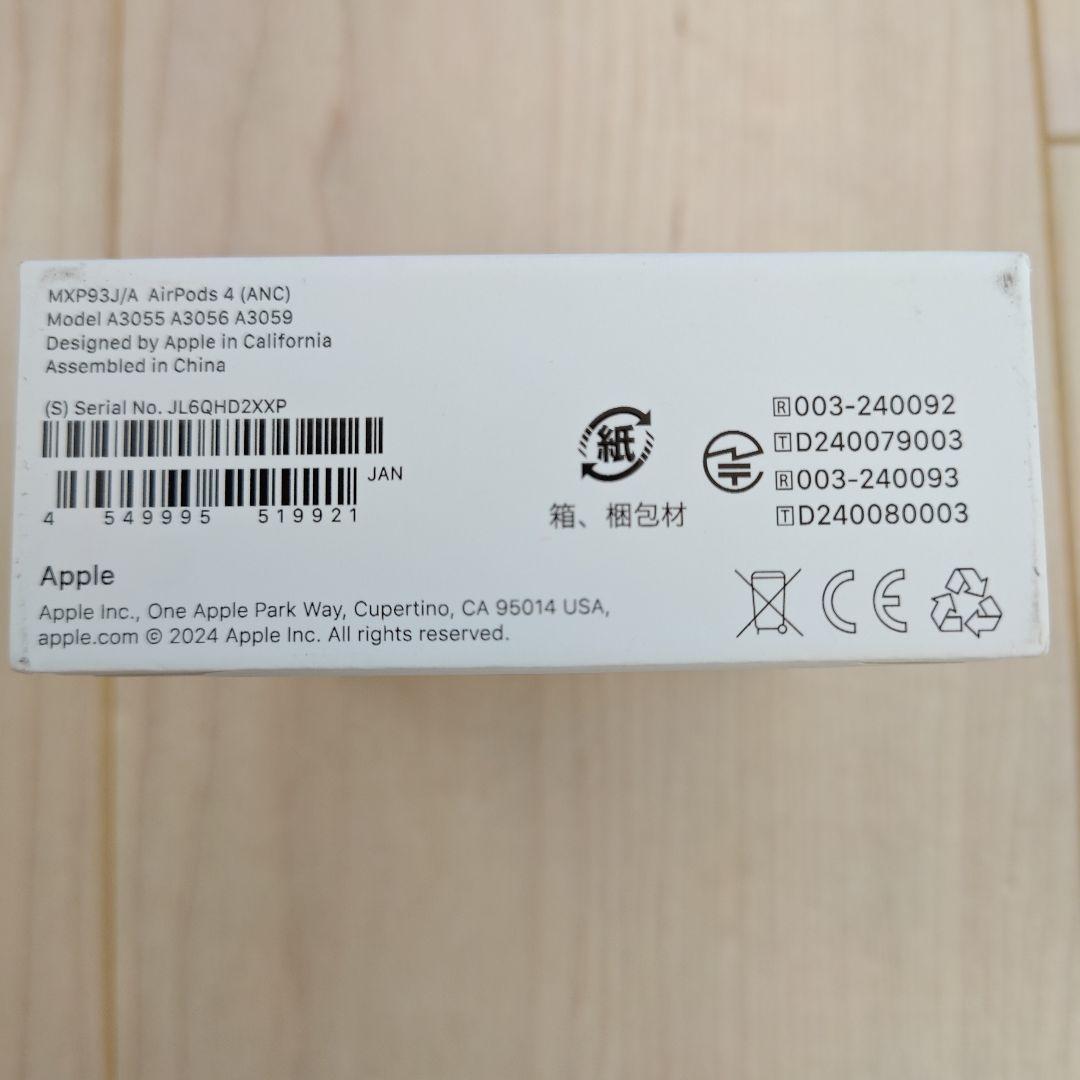 MXP93J/A AirPods 4 (ANC)
Model A3055 A3056 A3059
Designed by Apple in California
Assembled in China
(S) Serial No. JL6QHD2XXP
JAN
4 549995 519921
紙
箱、梱包材
R003-240092
TD240079003
R003-240093
TD240080003
Apple
Apple Inc., One Apple Park Way, Cupertino, CA 95014 USA,
apple.com © 2024 Apple Inc. All rights reserved.
CE